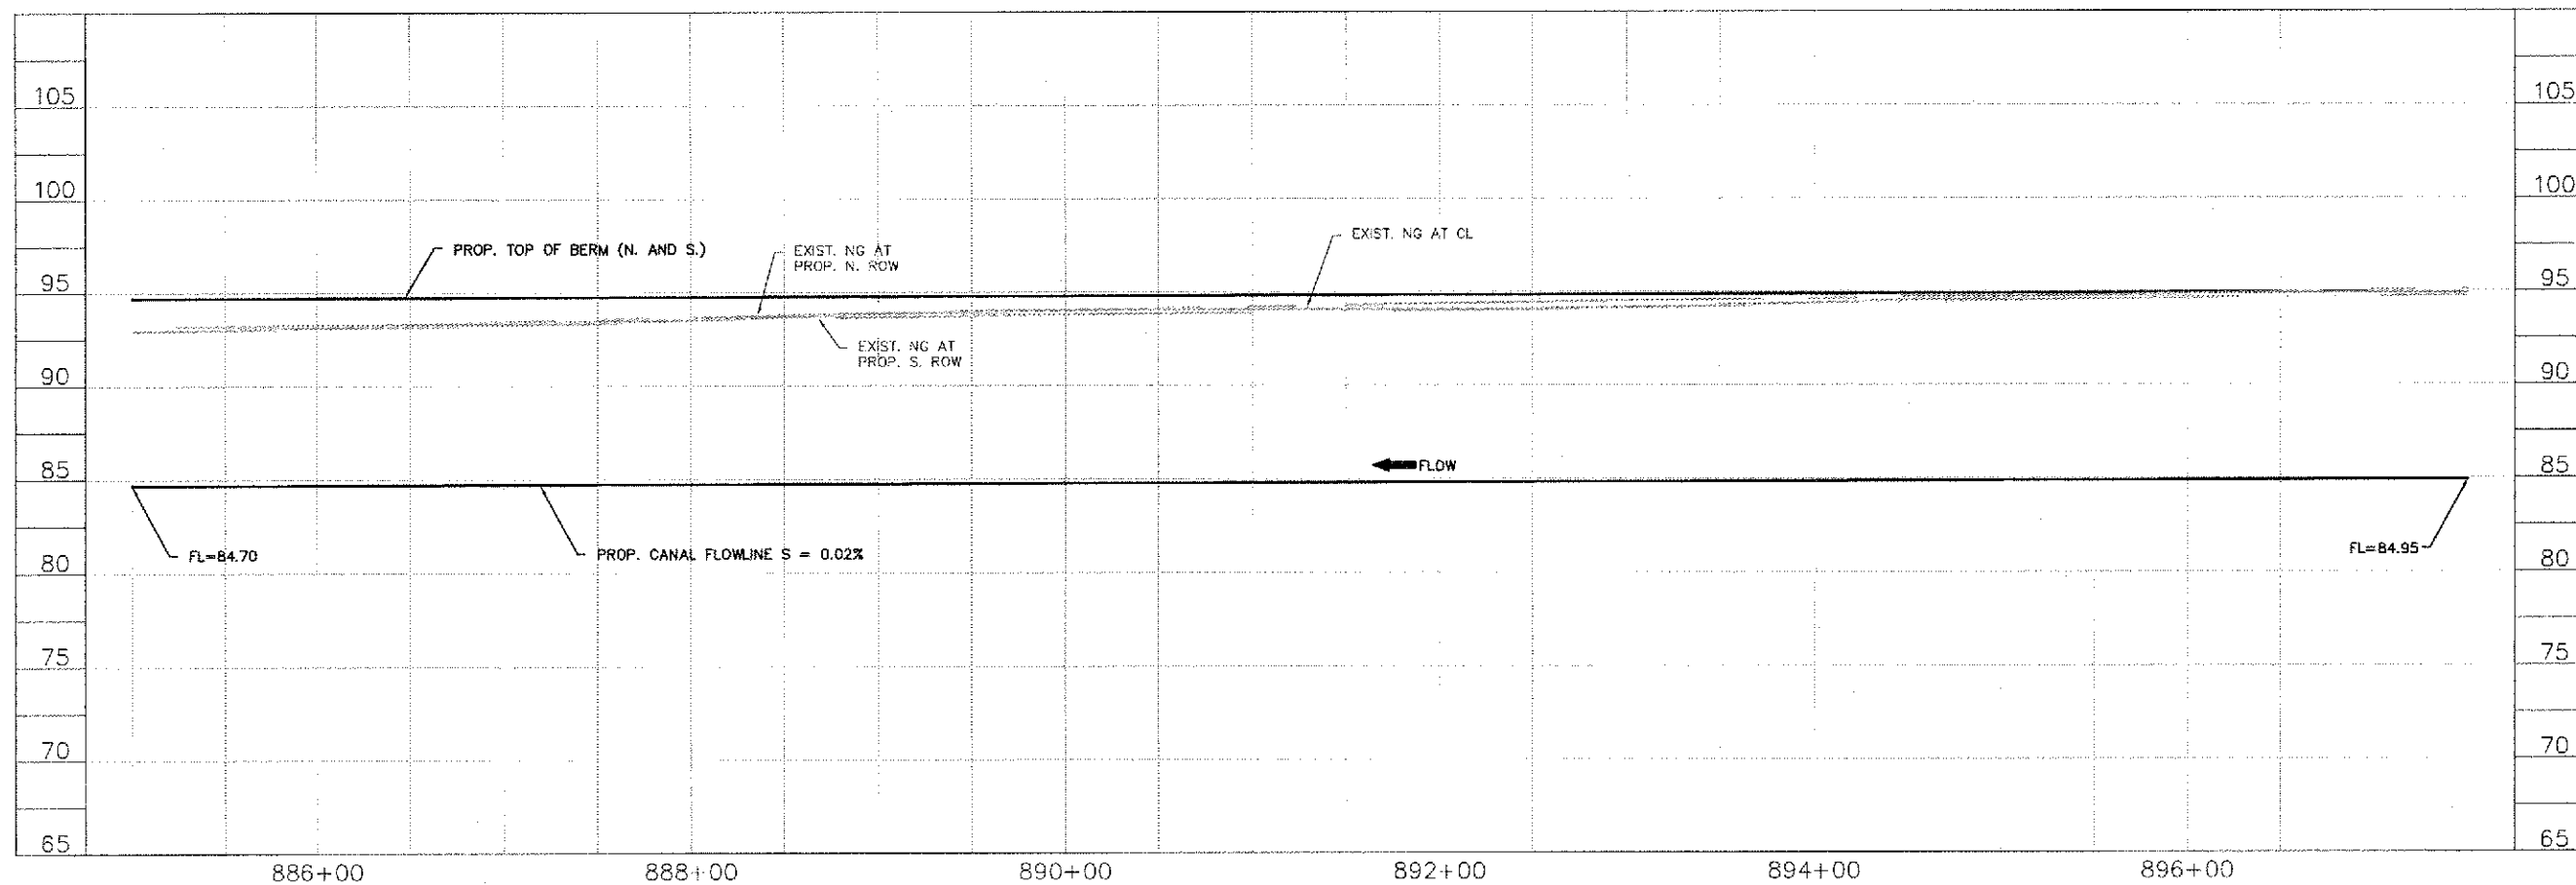 105
105
100
100
PROP. TOP OF BERM (N. AND S.)
EXIST. NG AT
PROP. N. ROW
EXIST. NG AT CL
95
95
EXIST. NG AT
PROP. S. ROW
90
90
85
85
FLOW
FL=84.70
PROP. CANAL FLOWLINE S = 0.02%
FL=84.95
80
80
75
75
70
70
65
65
886+00
888+00
890+00
892+00
894+00
896+00